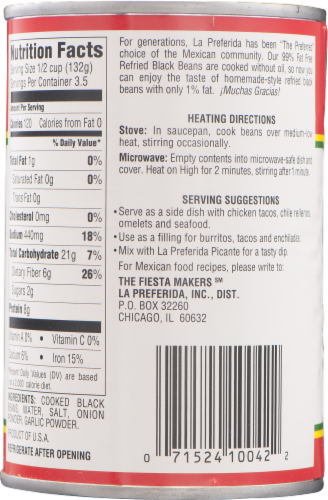 Nutrition Facts
Serving Size 1/2 cup (132g)
Servings Per Container 3.5
Amount Per Serving
Calories 120 Calories from Fat 0
% Daily Value*
Total Fat 1g 0%
Saturated Fat 0g 0%
Trans Fat 0g
Cholesterol 0mg 0%
Sodium 440mg 18%
Total Carbohydrate 21g 7%
Dietary Fiber 6g 26%
Sugars 2g
Protein 8g
Vitamin A 0% • Vitamin C 0%
Calcium 6% • Iron 15%
*Percent Daily Values (DV) are based
on a 2,000 calorie diet.
INGREDIENTS: COOKED BLACK
BEANS, WATER, SALT, ONION
POWDER, GARLIC POWDER.
PRODUCT OF U.S.A.
REFRIGERATE AFTER OPENING
For generations, La Preferida has been "The Preferred"
choice of the Mexican community. Our 99% Fat Free
Refried Black Beans are cooked without oil, so now you
can enjoy the taste of homemade-style refried black
beans with only 1% fat. ¡Muchas Gracias!
HEATING DIRECTIONS
Stove: In saucepan, cook beans over medium-low
heat, stirring occasionally.
Microwave: Empty contents into microwave-safe dish and
cover. Heat on High for 2 minutes, stirring after 1 minute.
SERVING SUGGESTIONS
•Serve as a side dish with chicken tacos, chile rellenos,
omelets and seafood.
•Use as a filling for burritos, tacos and enchiladas.
•Mix with La Preferida Picante for a tasty dip.
For Mexican food recipes, please write to:
THE FIESTA MAKERS SM
LA PREFERIDA, INC., DIST.
P.O. BOX 32260
CHICAGO, IL 60632
0 71524 10042 2